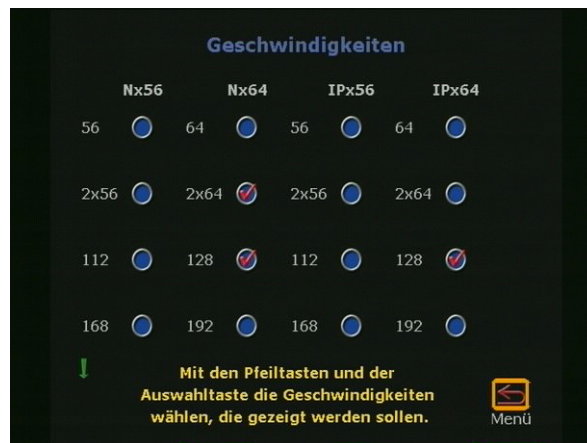 Geschwindigkeiten
Nx56 Nx64 IPx56 IPx64
56 64 56 64
2x56 2x64 2x56 2x64
112 128 112 128
168 192 168 192
! Mit den Pfeiltasten und der
Auswahltaste die Geschwindigkeiten
wählen, die gezeigt werden sollen.
Menü